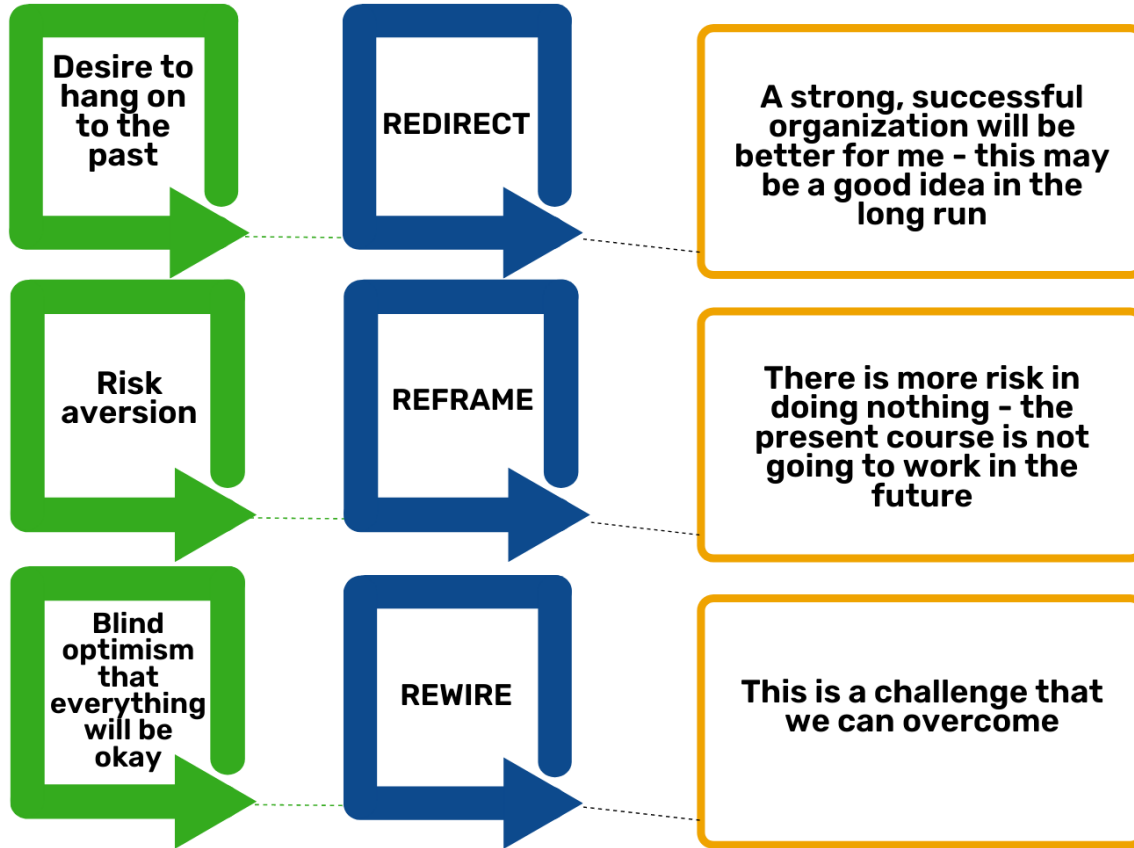 Desire to
hang on
to the
past
REDIRECT
A strong, successful
organization will be
better for me - this may
be a good idea in the
long run
Risk
aversion
REFRAME
There is more risk in
doing nothing - the
present course is not
going to work in the
future
Blind
optimism
that
everything
will be
okay
REWIRE
This is a challenge that
we can overcome